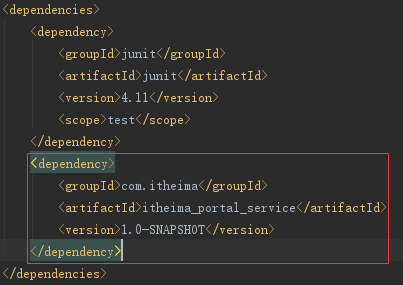 <dependencies>
<dependency>
<groupId>junit</groupId>
<artifactId>junit</artifactId>
<version>4.11</version>
<scope>test</scope>
</dependency>
<dependency>
<groupId>com.itheima</groupId>
<artifactId>itheima_portal_service</artifactId>
<version>1.0-SNAPSHOT</version>
</dependency>
</dependencies>